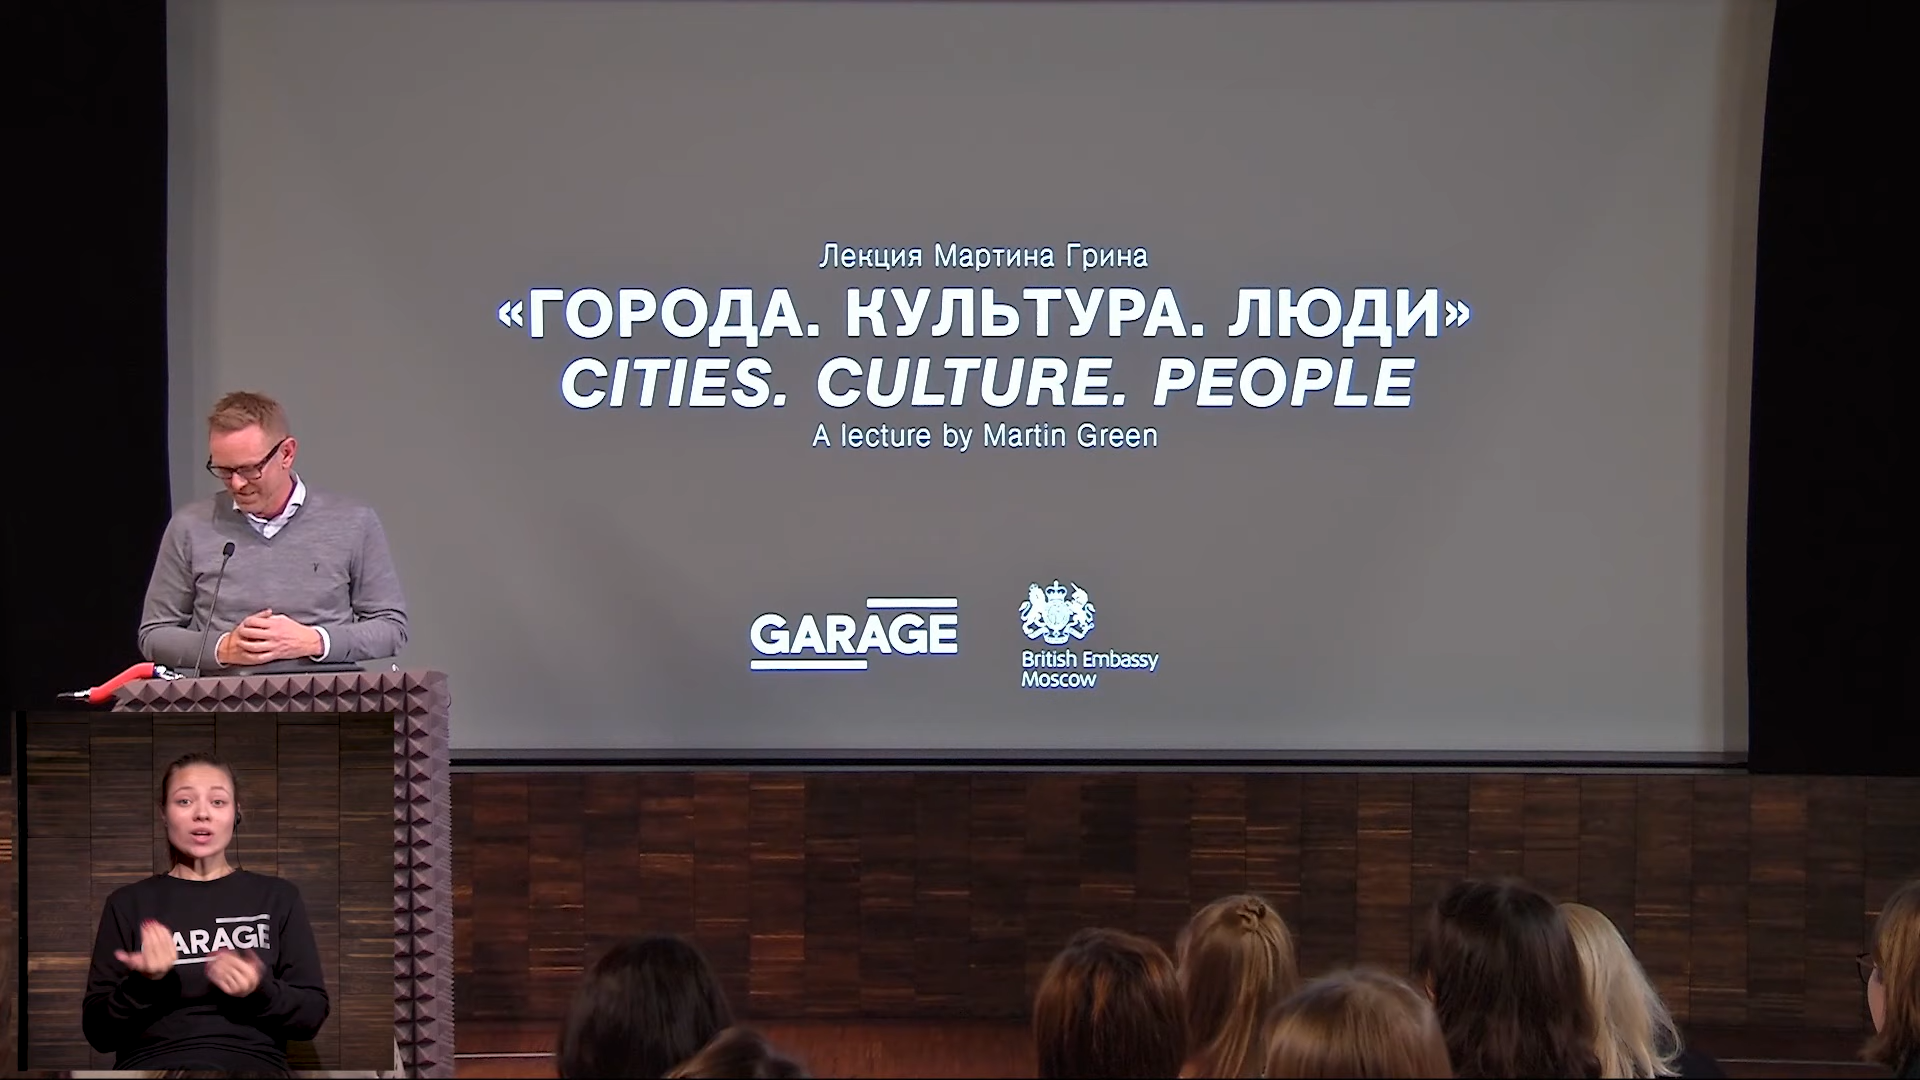 Лекция Мартина Грина
«ГОРОДА. КУЛЬТУРА. ЛЮДИ»
CITIES. CULTURE. PEOPLE
A lecture by Martin Green
GARAGE
British Embassy
Moscow
GARAGE